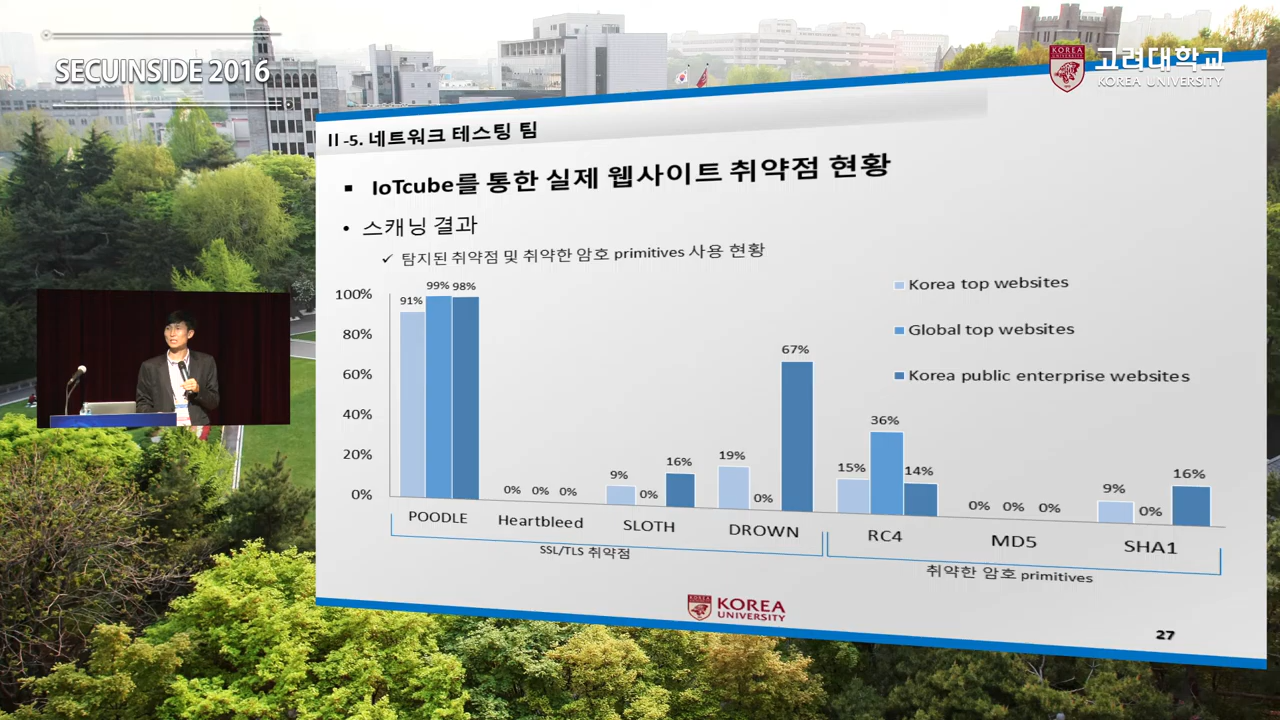 SECUINSIDE 2016
KOREA
고려대학교
KOREA UNIVERSITY
II-5. 네트워크 테스팅 팀
▪ IoTcube를 통한 실제 웹사이트 취약점 현황
• 스캐닝 결과
✓ 탐지된 취약점 및 취약한 암호 primitives 사용 현황
100%
80%
60%
40%
20%
0%
91% 99% 98%
0% 0% 0%
9% 0% 16%
19% 0% 67%
15% 36% 14%
0% 0% 0%
9% 0% 16%
Korea top websites
Global top websites
Korea public enterprise websites
POODLE Heartbleed SLOTH DROWN RC4 MD5 SHA1
SSL/TLS 취약점
취약한 암호 primitives
KOREA
UNIVERSITY
27